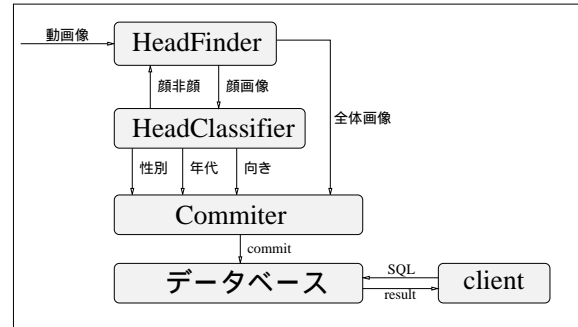 動画像
HeadFinder
顔非顔
顔画像
全体画像
HeadClassifier
性別
年代
向き
Commiter
commit
データベース
SQL
result
client